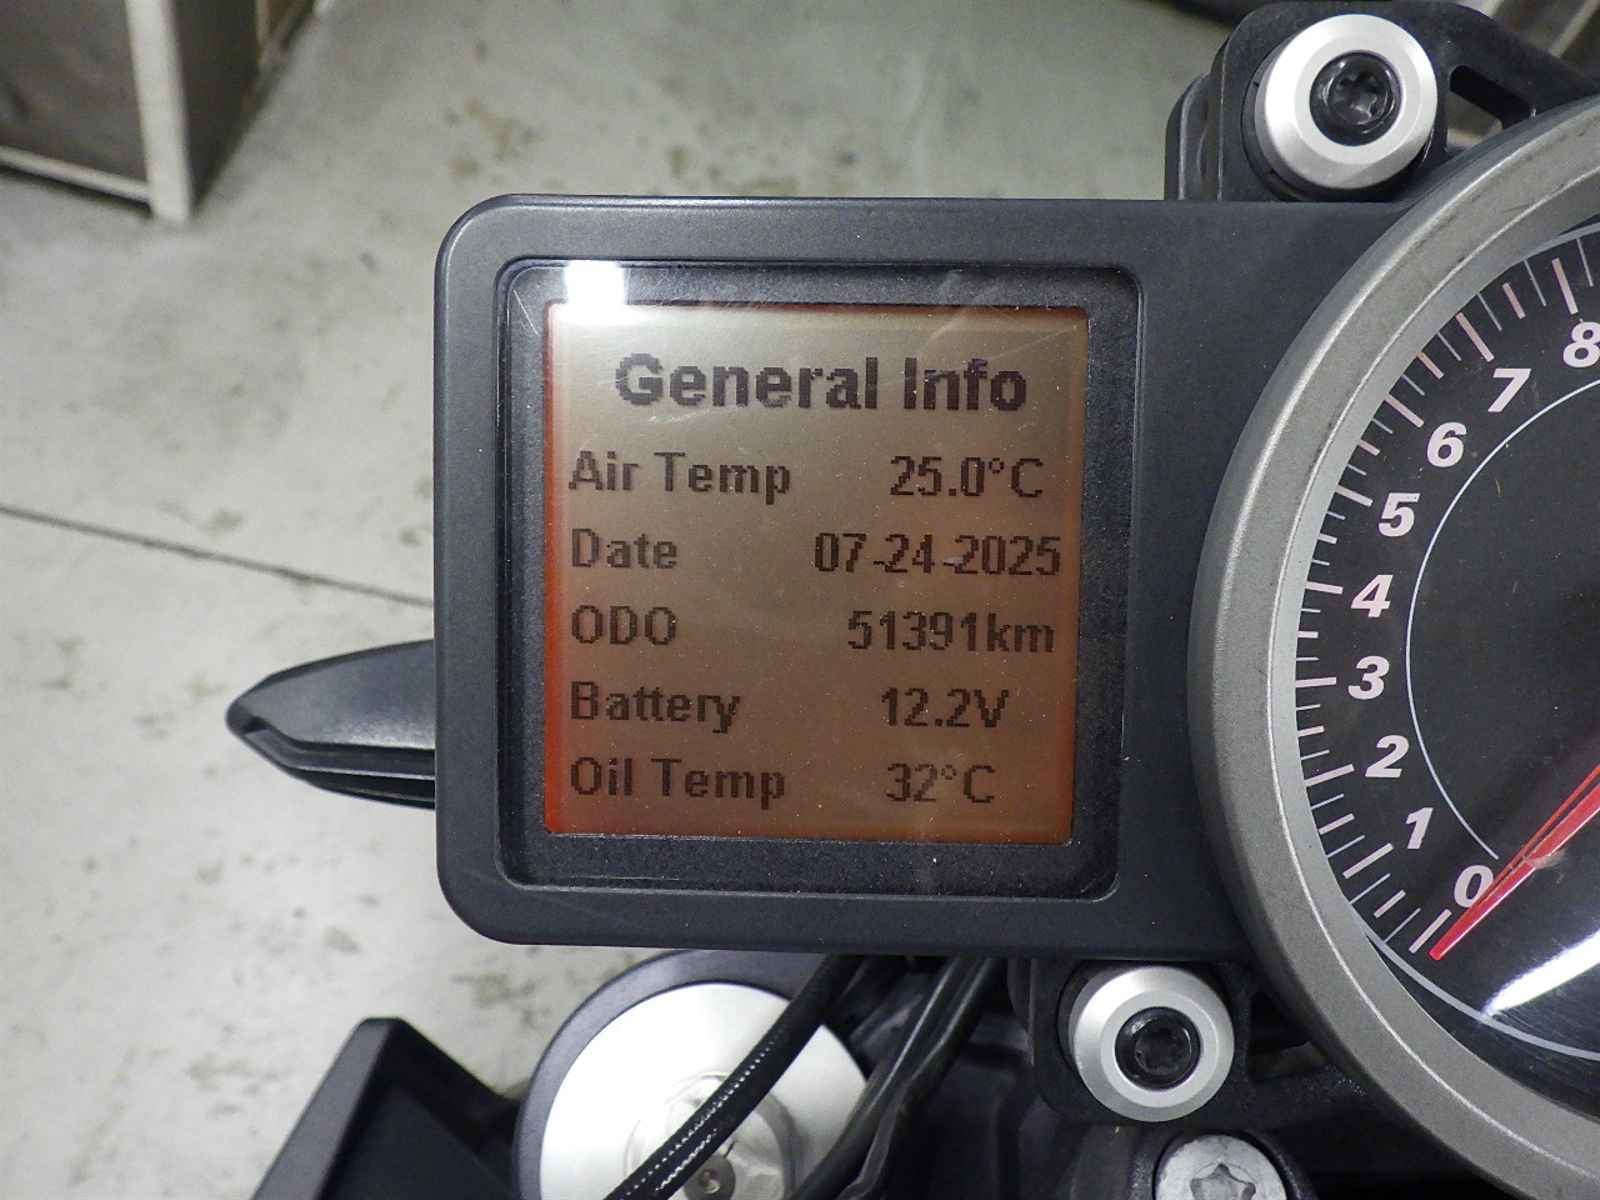 General Info
Air Temp 25.0°C
Date 07-24-2025
ODO 51391km
Battery 12.2V
Oil Temp 32°C
8
7
6
5
4
3
2
1
0